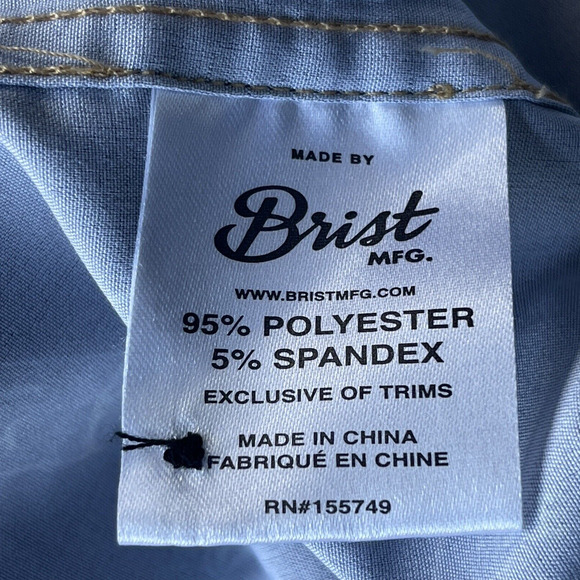 MADE BY
Brist
MFG.
WWW.BRISTMFG.COM
95% POLYESTER
5% SPANDEX
EXCLUSIVE OF TRIMS
MADE IN CHINA
FABRIQUÉ EN CHINE
RN#155749